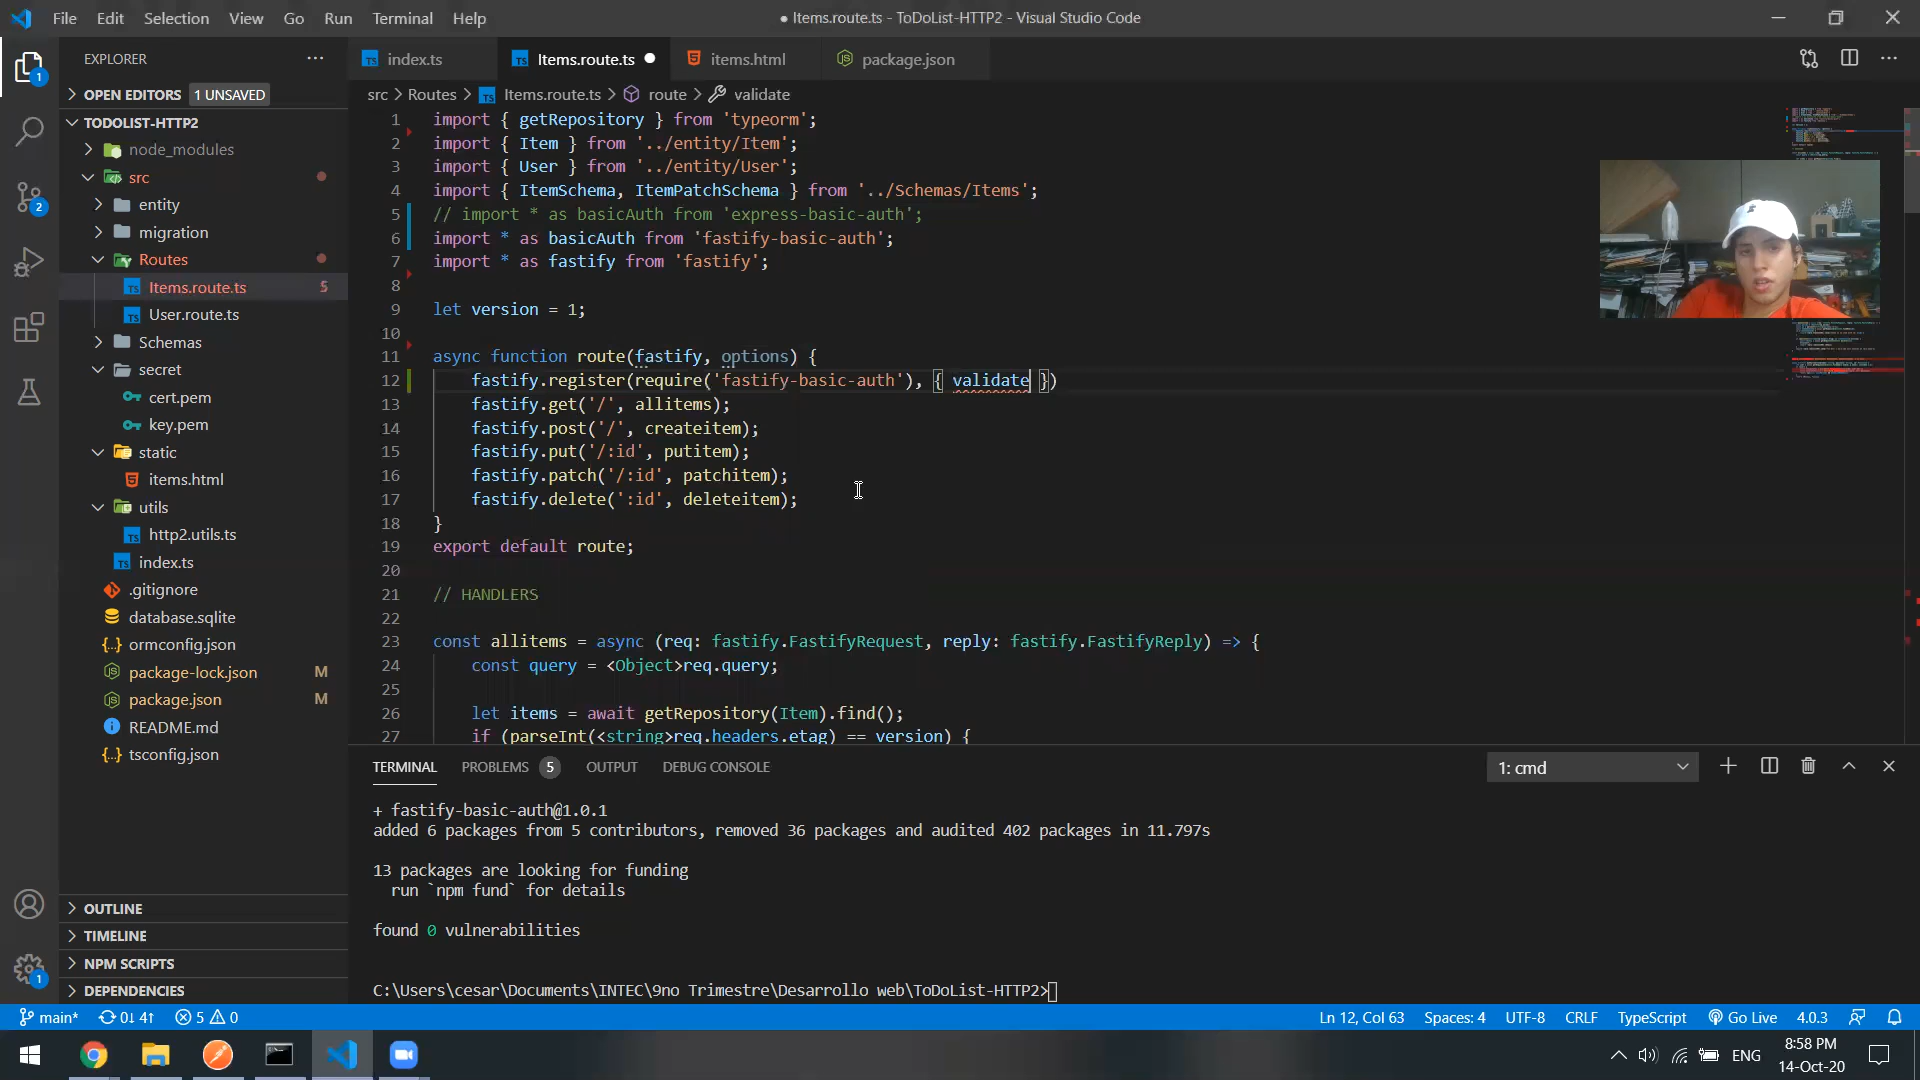 File Edit Selection View Go Run Terminal Help
● Items.route.ts - ToDoList-HTTP2 - Visual Studio Code
EXPLORER ...
index.ts
Items.route.ts
items.html
package.json
OPEN EDITORS 1 UNSAVED
src > Routes > Items.route.ts > route > validate
TODOLIST-HTTP2
node_modules
src
entity
migration
Routes
Items.route.ts 5
User.route.ts
Schemas
secret
cert.pem
key.pem
static
items.html
utils
http2.utils.ts
index.ts
.gitignore
database.sqlite
ormconfig.json
package-lock.json M
package.json M
README.md
tsconfig.json
OUTLINE
TIMELINE
NPM SCRIPTS
DEPENDENCIES
1 import { getRepository } from 'typeorm';
2 import { Item } from '../entity/Item';
3 import { User } from '../entity/User';
4 import { ItemSchema, ItemPatchSchema } from '../Schemas/Items';
5 // import * as basicAuth from 'express-basic-auth';
6 import * as basicAuth from 'fastify-basic-auth';
7 import * as fastify from 'fastify';
8
9 let version = 1;
10
11 async function route(fastify, options) {
12 fastify.register(require('fastify-basic-auth'), { validate })
13 fastify.get('/', allitems);
14 fastify.post('/', createitem);
15 fastify.put('/:id', putitem);
16 fastify.patch('/:id', patchitem);
17 fastify.delete(':id', deleteitem);
18 }
19 export default route;
20
21 // HANDLERS
22
23 const allitems = async (req: fastify.FastifyRequest, reply: fastify.FastifyReply) => {
24 const query = <Object>req.query;
25
26 let items = await getRepository(Item).find();
27 if (parseInt(<string>req.headers.etag) == version) {
TERMINAL PROBLEMS 5 OUTPUT DEBUG CONSOLE
1: cmd
+ fastify-basic-auth@1.0.1
added 6 packages from 5 contributors, removed 36 packages and audited 402 packages in 11.797s
13 packages are looking for funding
run `npm fund` for details
found 0 vulnerabilities
C:\Users\cesar\Documents\INTEC\9no Trimestre\Desarrollo web\ToDoList-HTTP2>
1
2
1
main* 0↓ 4↑ 5 0
Ln 12, Col 63 Spaces: 4 UTF-8 CRLF TypeScript Go Live 4.0.3
ENG
8:58 PM
14-Oct-20